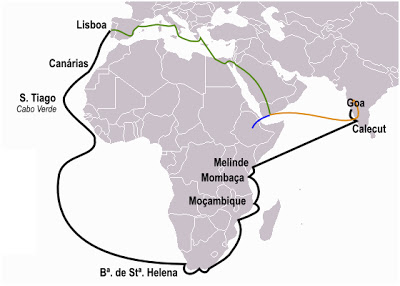 Lisboa
Canárias
S. Tiago
Cabo Verde
Goa
Calecut
Melinde
Mombaça
Moçambique
Bª. de Stª. Helena